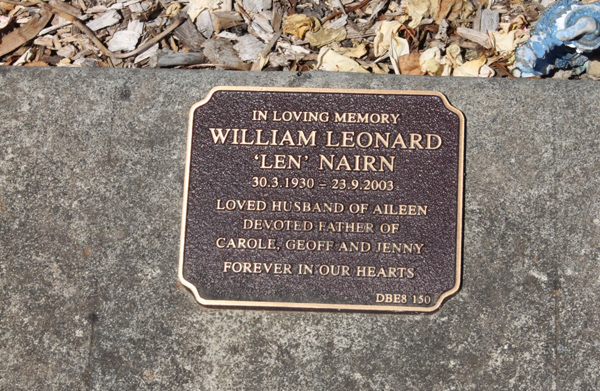 IN LOVING MEMORY
WILLIAM LEONARD
'LEN' NAIRN
30.3.1930 – 23.9.2003
LOVED HUSBAND OF AILEEN
DEVOTED FATHER OF
CAROLE, GEOFF AND JENNY
FOREVER IN OUR HEARTS
DBE8 150